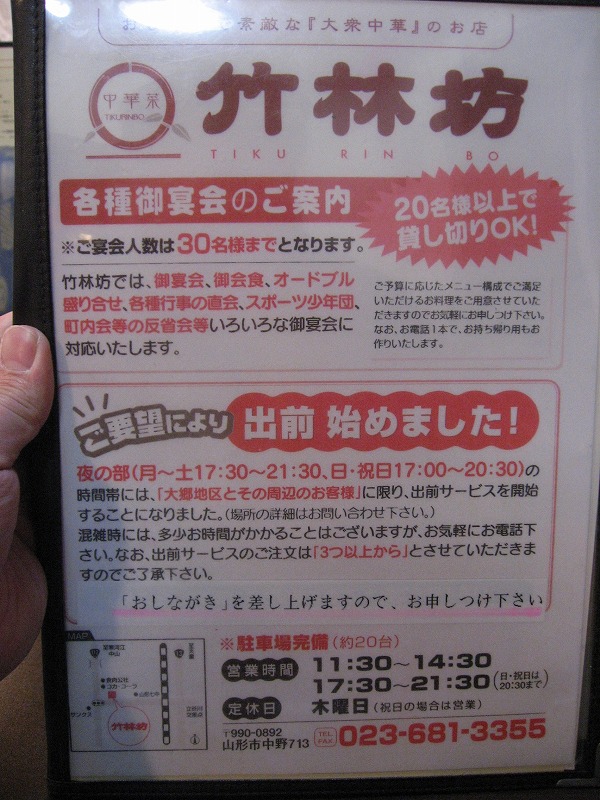 素敵な『大衆中華』のお店
中華菜
TIKURINBO
竹林坊
TIKU RIN BO
各種御宴会のご案内
20名様以上で
貸し切りOK!
※ご宴会人数は30名様までとなります。
竹林坊では、御宴会、御会食、オードブル
盛り合せ、各種行事の直会、スポーツ少年団、
町内会等の反省会等いろいろな御宴会に
対応いたします。
ご予算に応じたメニュー構成でご満足
いただけるお料理をご用意させていた
だきますのでお気軽にお申しつけ下さい。
なお、お電話1本で、お持ち帰り用もお
作りいたします。
ご要望により 出前 始めました!
夜の部(月〜土17:30〜21:30、日・祝日17:00〜20:30)の
時間帯には、「大郷地区とその周辺のお客様」に限り、出前サービスを開始
することになりました。(場所の詳細はお問い合わせ下さい。)
混雑時には、多少お時間がかかることはございますが、お気軽にお電話下
さい。なお、出前サービスのご注文は「3つ以上から」とさせていただきま
すのでご了承下さい。
「おしながき」を差し上げますので、お申しつけ下さい
MAP
至寒河江
中山
コカ・コーラ
サンクス
竹林坊
※駐車場完備(約20台)
営業時間 11:30〜14:30
17:30〜21:30(日・祝日は20:30まで)
定休日 木曜日(祝日の場合は営業)
〒990-0892
山形市中野713
TEL FAX 023-681-3355